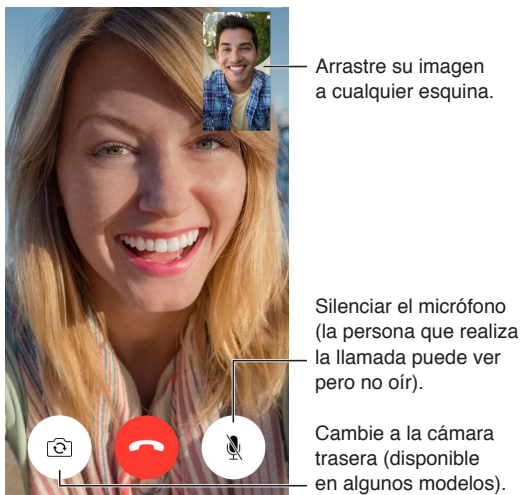 Arrastre su imagen
a cualquier esquina.
Silenciar el micrófono
(la persona que realiza
la llamada puede ver
pero no oír).
Cambie a la cámara
trasera (disponible
en algunos modelos).